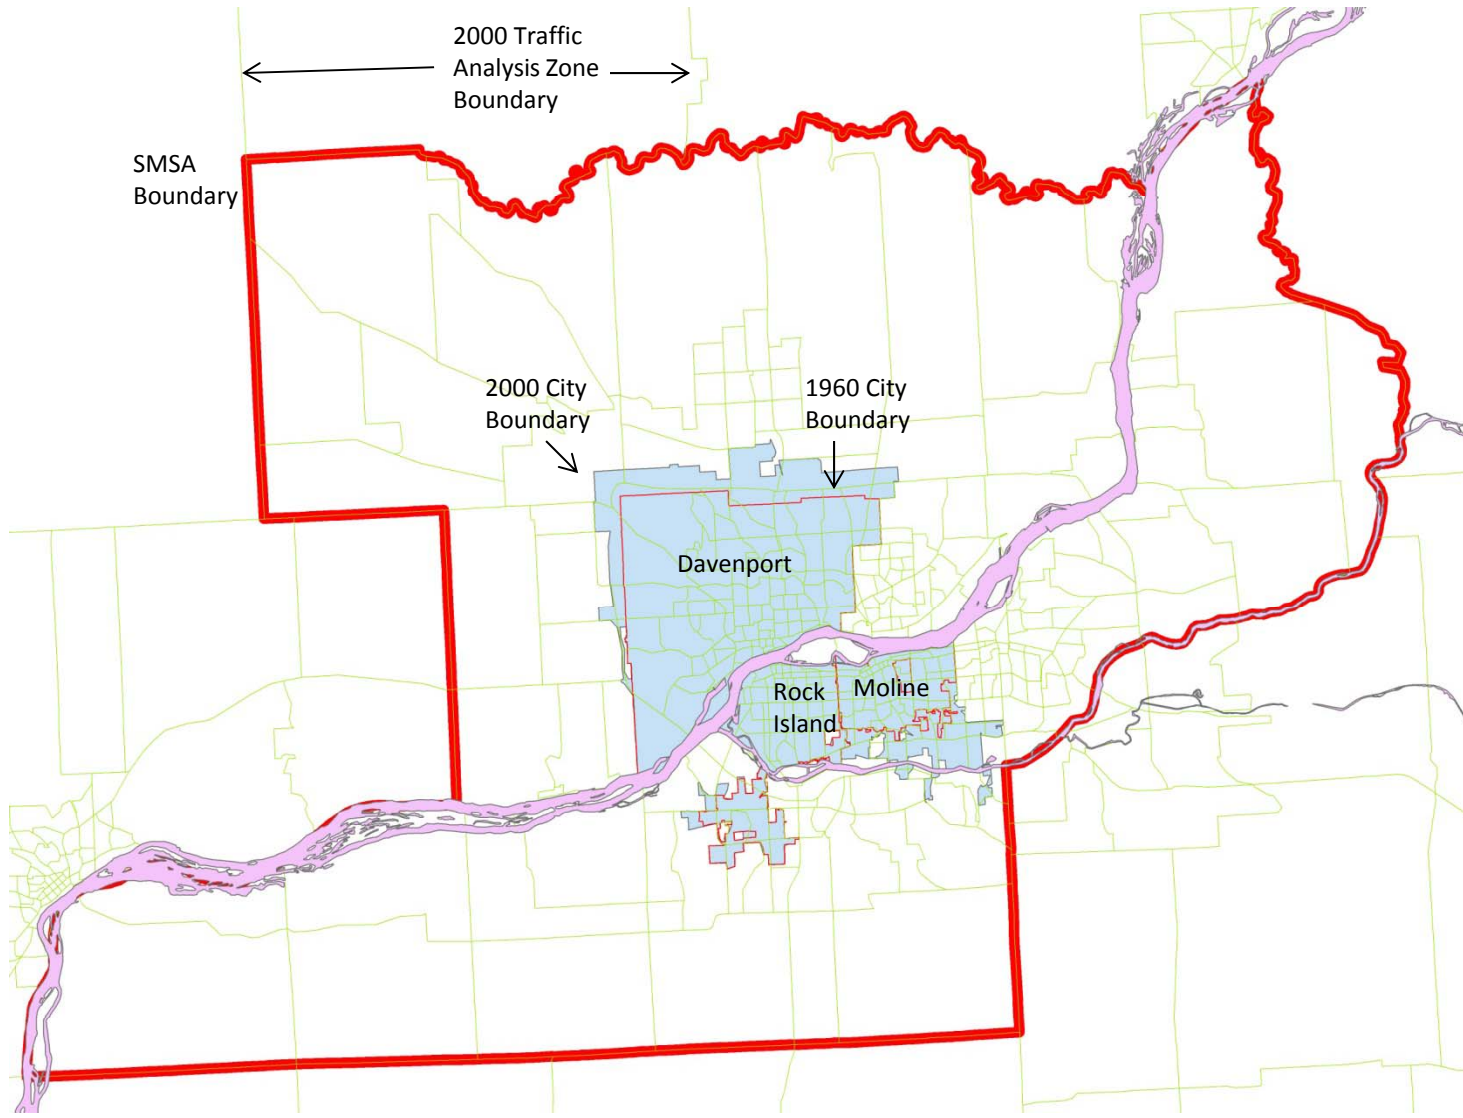 2000 Traffic
Analysis Zone
Boundary
SMSA
Boundary
2000 City
Boundary
1960 City
Boundary
Davenport
Rock
Island
Moline